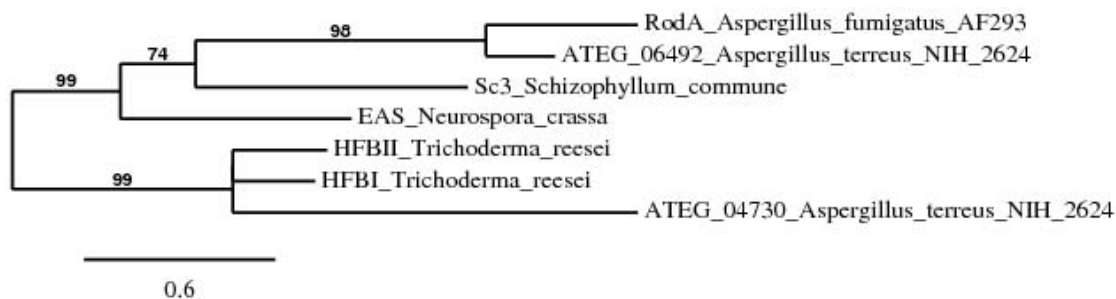 RodA_Aspergillus_fumigatus_AF293
98
ATEG_06492_Aspergillus_terreus_NIH_2624
74
Sc3_Schizophyllum_commune
99
EAS_Neurospora_crassa
HFBII_Trichoderma_reesei
99
HFBI_Trichoderma_reesei
ATEG_04730_Aspergillus_terreus_NIH_2624
0.6